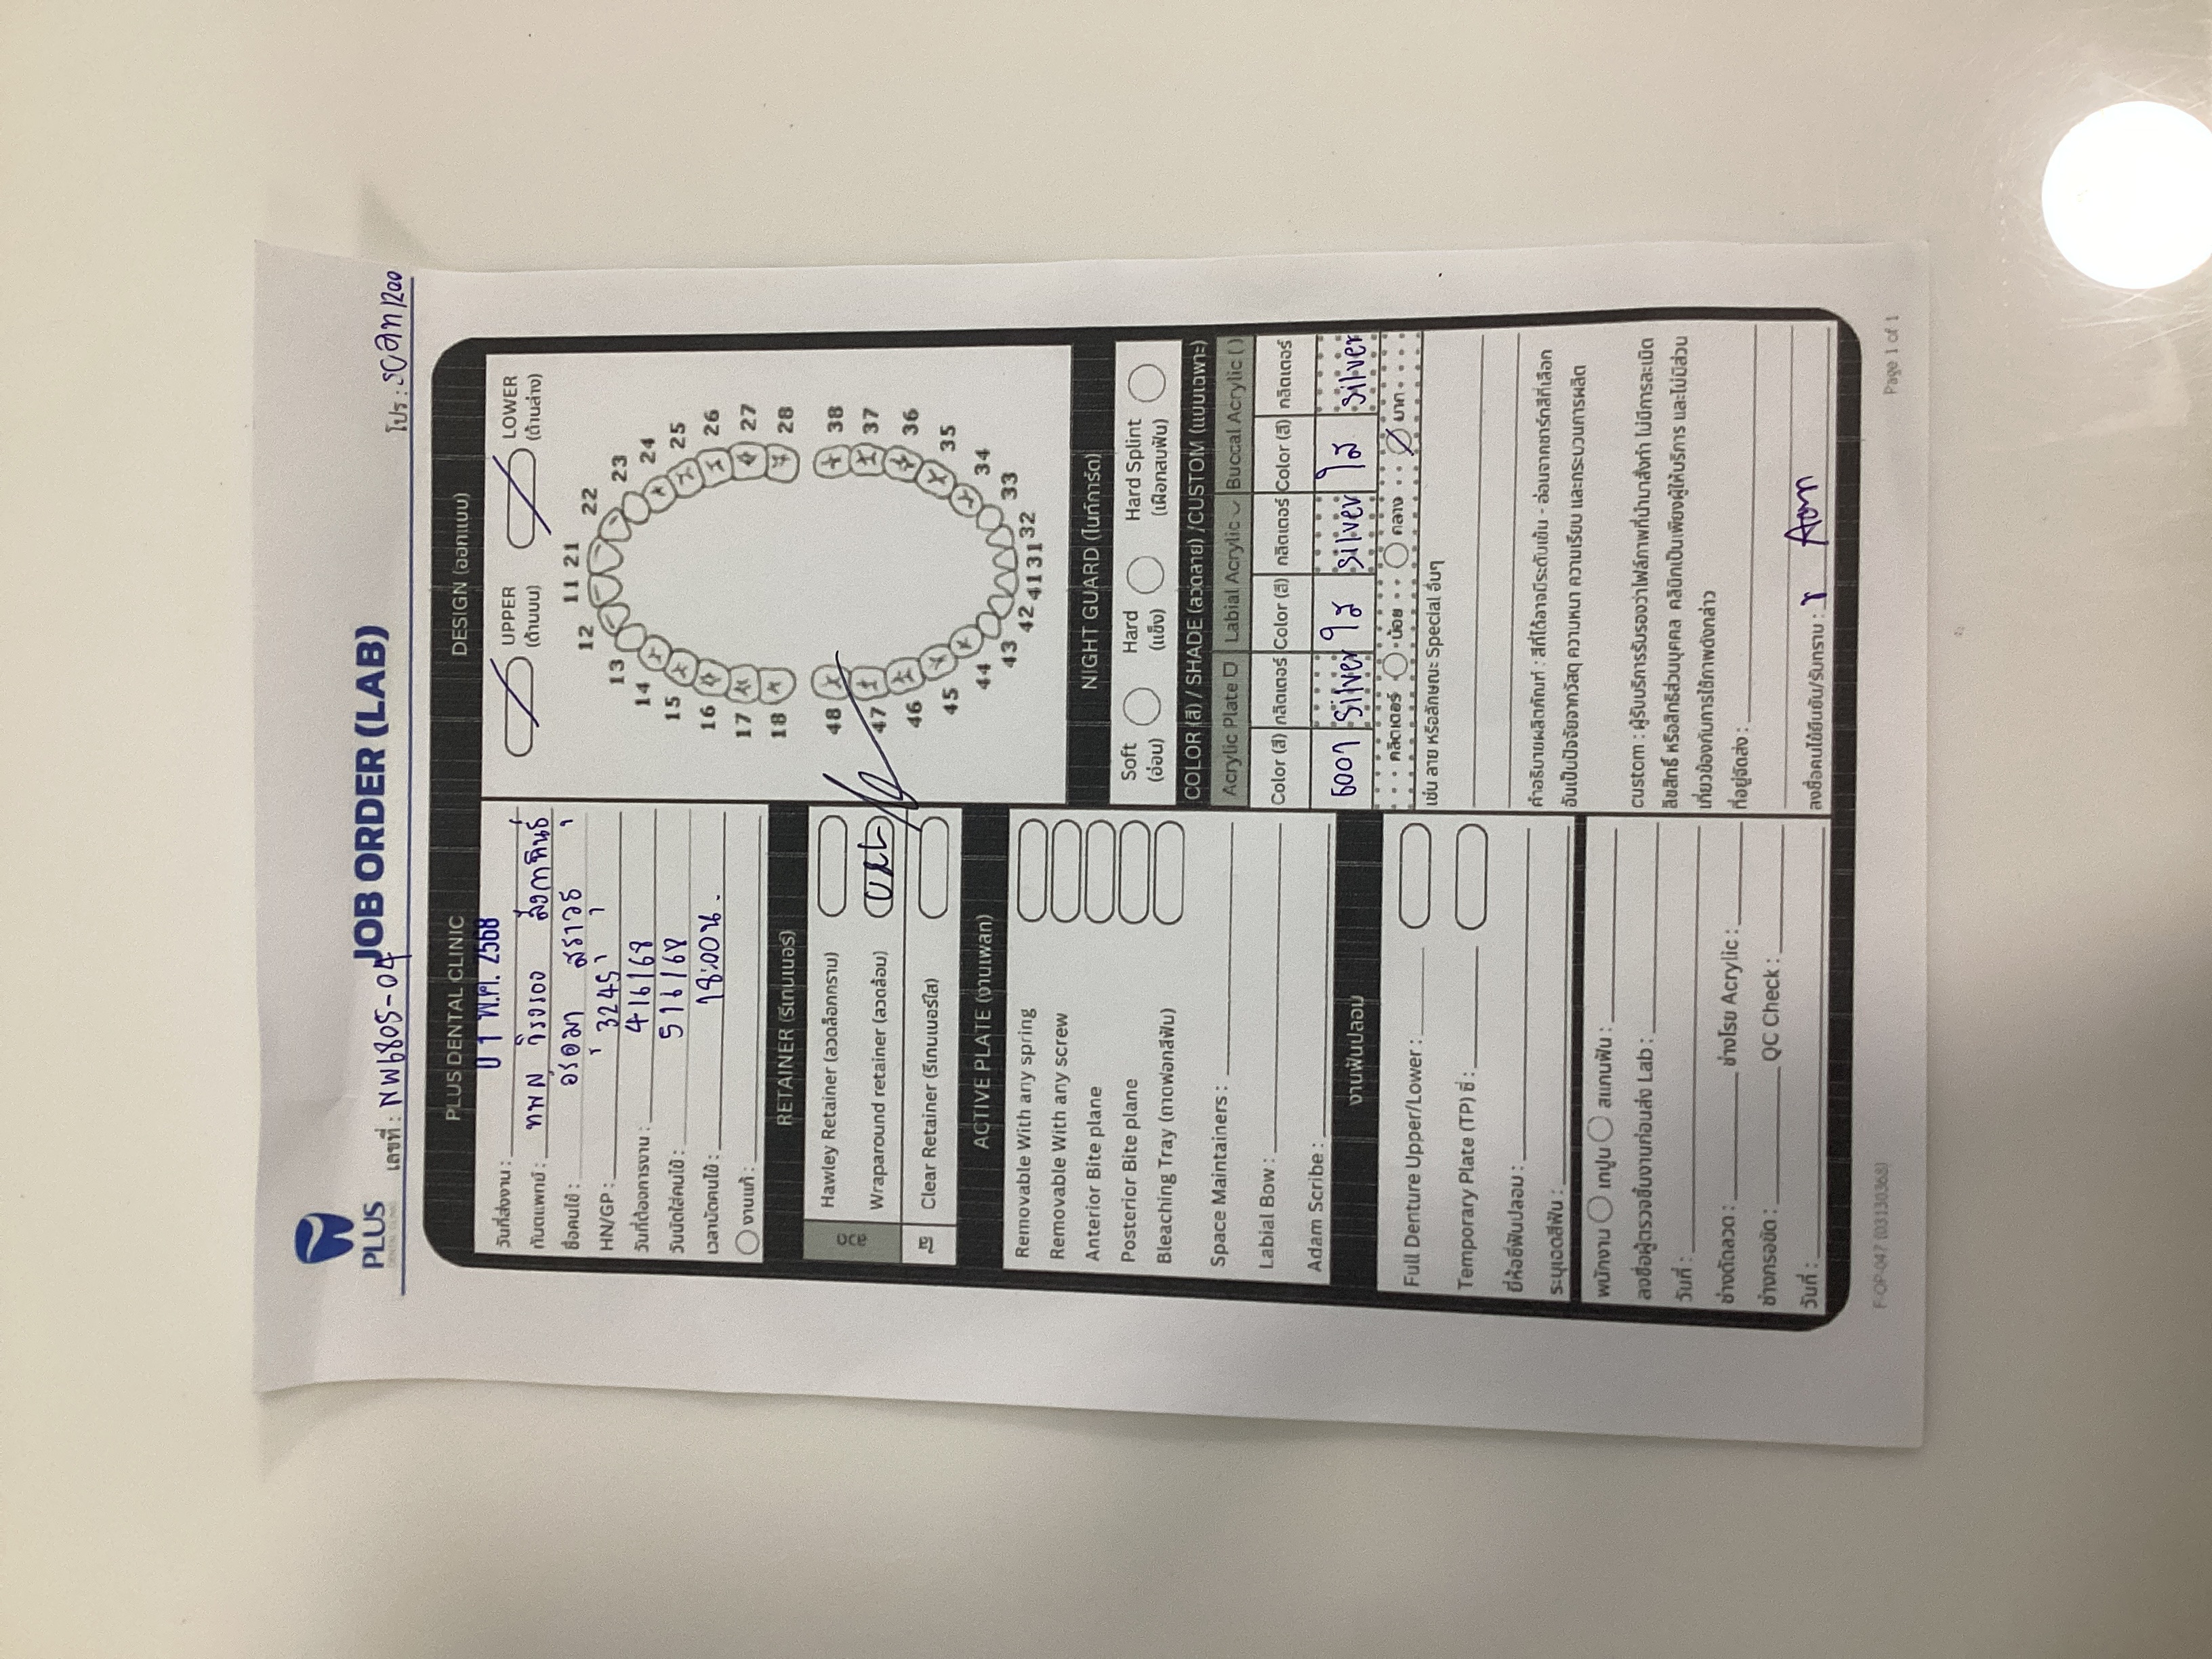 PLUS
DENTAL CLINIC
JOB ORDER (LAB)
เลขที่ : NW6805-04
โปร : scan 1200
PLUS DENTAL CLINIC
วันที่ส่งงาน : 01 พ.ค. 2568
ทันตแพทย์ : ทพญ
ชื่อคนไข้ : อรอุมา สุราวุธ
HN/GP : 3245
วันที่ต้องการงาน : 4/6/68
วันนัดใส่คนไข้ : 5/6/68
เวลานัดคนไข้ : 18:00น.
งานแก้ :
RETAINER (รีเทนเนอร์)
ลวด
Hawley Retainer (ลวดล็อกกราม)
Wraparound retainer (ลวดล้อม) U&L
ใส
Clear Retainer (รีเทนเนอร์ใส)
ACTIVE PLATE (งานเพลท)
Removable With any spring
Removable With any screw
Anterior Bite plane
Posterior Bite plane
Bleaching Tray (ถาดฟอกสีฟัน)
Space Maintainers :
Labial Bow :
Adam Scribe :
งานฟันปลอม
Full Denture Upper/Lower :
Temporary Plate (TP) ซี่ :
ยี่ห้อซี่ฟันปลอม :
ระบุเฉดสีฟัน :
พนักงาน เทปูน สแกนฟัน :
ลงชื่อผู้ตรวจชิ้นงานก่อนส่ง Lab :
วันที่ :
ช่างดัดลวด : ช่างโรย Acrylic :
ช่างกรอขัด : QC Check :
วันที่ :
DESIGN (ออกแบบ)
UPPER
(ด้านบน)
LOWER
(ด้านล่าง)
11 21
12 22
13 23
14 24
15 25
16 26
17 27
18 28
48 38
47 37
46 36
45 35
44 34
43 33
42 41 31 32
NIGHT GUARD (ไนท์การ์ด)
Soft
(อ่อน)
Hard
(แข็ง)
Hard Splint
(เฝือกสบฟัน)
COLOR (สี) / SHADE (ลวดลาย) /CUSTOM (แบบเฉพาะ)
Acrylic Plate Labial Acrylic Buccal Acrylic ( )
Color (สี) กลิตเตอร์ Color (สี) กลิตเตอร์ Color (สี) กลิตเตอร์
6001 silver ใส silver ใส silver
กลิตเตอร์ น้อย กลาง มาก
เช่น ลาย หรือลักษณะ Special อื่นๆ
คำอธิบายผลิตภัณฑ์ : สีที่ได้อาจมีระดับเข้ม - อ่อนจากชาร์ทสีที่เลือก
อันเป็นปัจจัยจากวัสดุ ความหนา ความเรียบ และกระบวนการผลิต
custom : ผู้รับบริการรับรองว่าไฟล์ภาพที่นำมาสั่งทำ ไม่มีการละเมิด
ลิขสิทธิ์ หรือสิทธิส่วนบุคคล คลินิกเป็นเพียงผู้ให้บริการ และไม่มีส่วน
เกี่ยวข้องกับการใช้ภาพดังกล่าว
ที่อยู่จัดส่ง :
ลงชื่อคนไข้ยืนยัน/รับทราบ : Aom
F-OP-047 (03130368)
Page 1 of 1